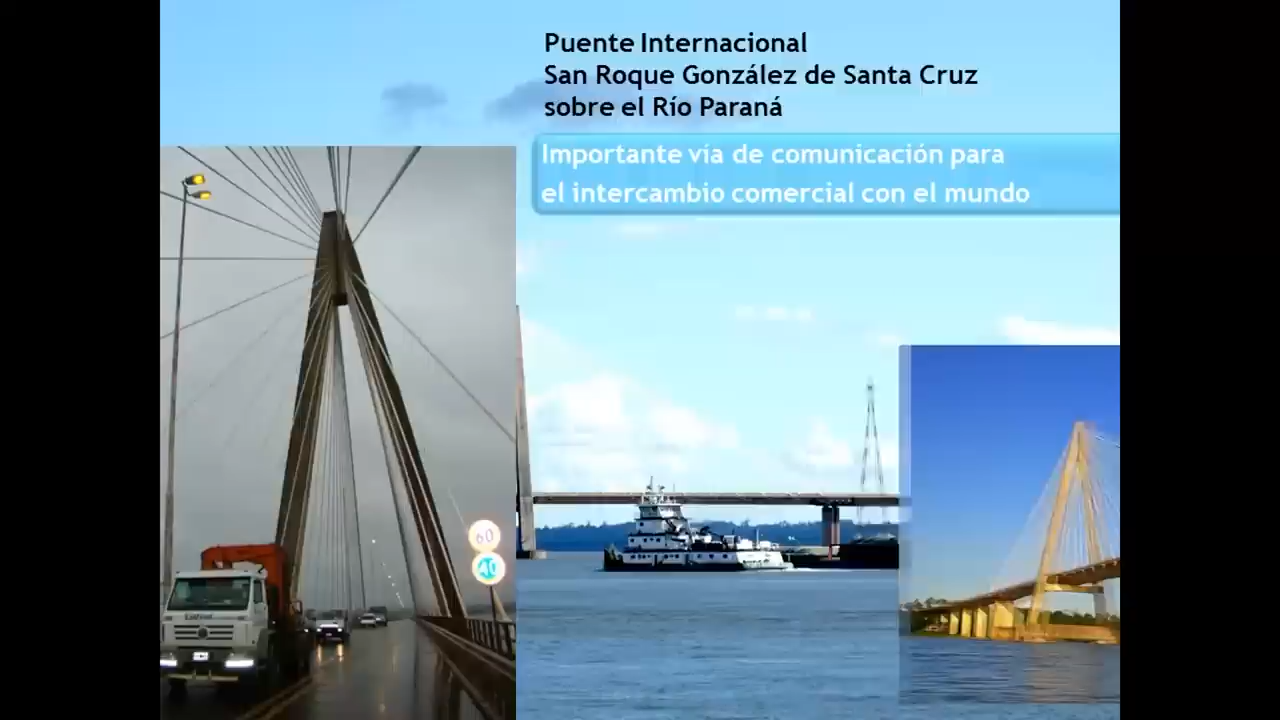 Puente Internacional
San Roque González de Santa Cruz
sobre el Río Paraná
Importante vía de comunicación para
el intercambio comercial con el mundo
60
40